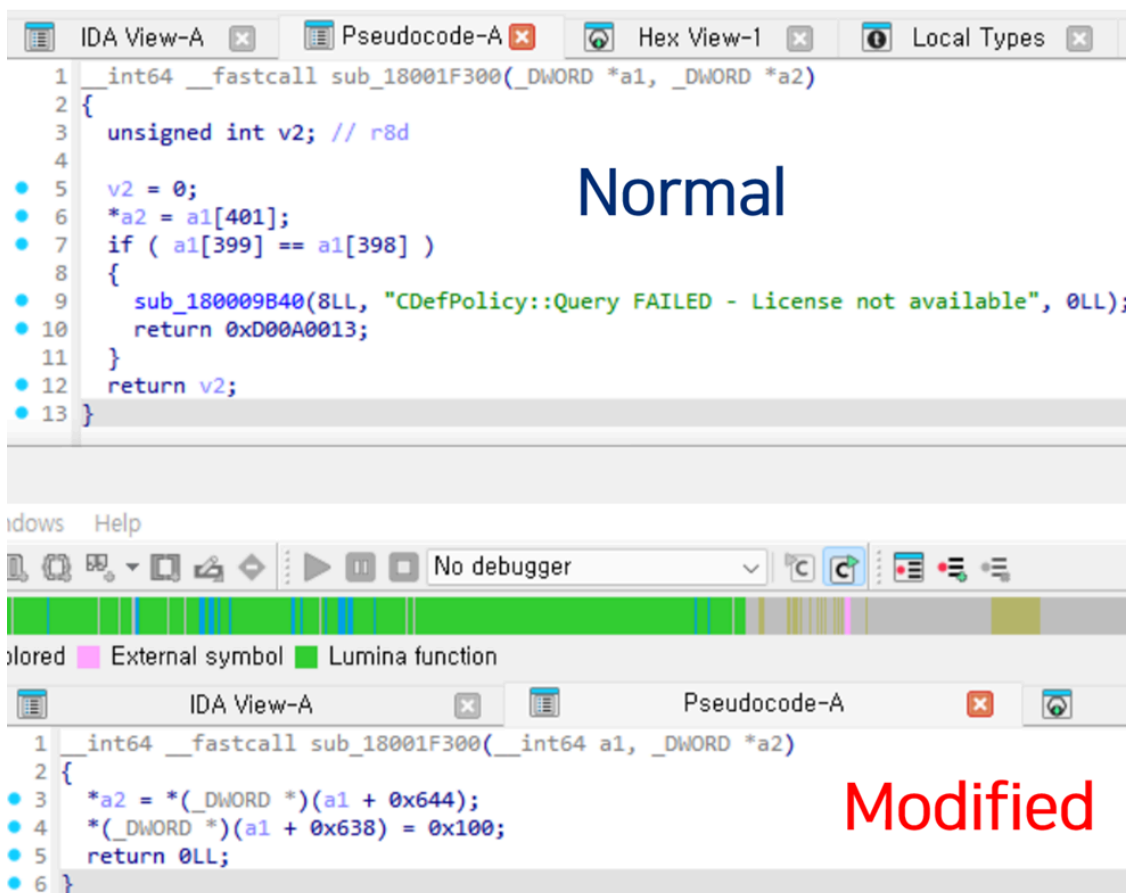 IDA View-A Pseudocode-A Hex View-1 Local Types
1 __int64 __fastcall sub_18001F300(_DWORD *a1, _DWORD *a2)
2 {
3 unsigned int v2; // r8d
4
5 v2 = 0;
6 *a2 = a1[401];
7 if ( a1[399] == a1[398] )
8 {
9 sub_180009B40(8LL, "CDefPolicy::Query FAILED - License not available", 0LL);
10 return 0xD00A0013;
11 }
12 return v2;
13 }
Normal
ndows Help
No debugger
olored External symbol Lumina function
IDA View-A Pseudocode-A
1 __int64 __fastcall sub_18001F300(__int64 a1, _DWORD *a2)
2 {
3 *a2 = *(_DWORD *)(a1 + 0x644);
4 *(_DWORD *)(a1 + 0x638) = 0x100;
5 return 0LL;
6 }
Modified